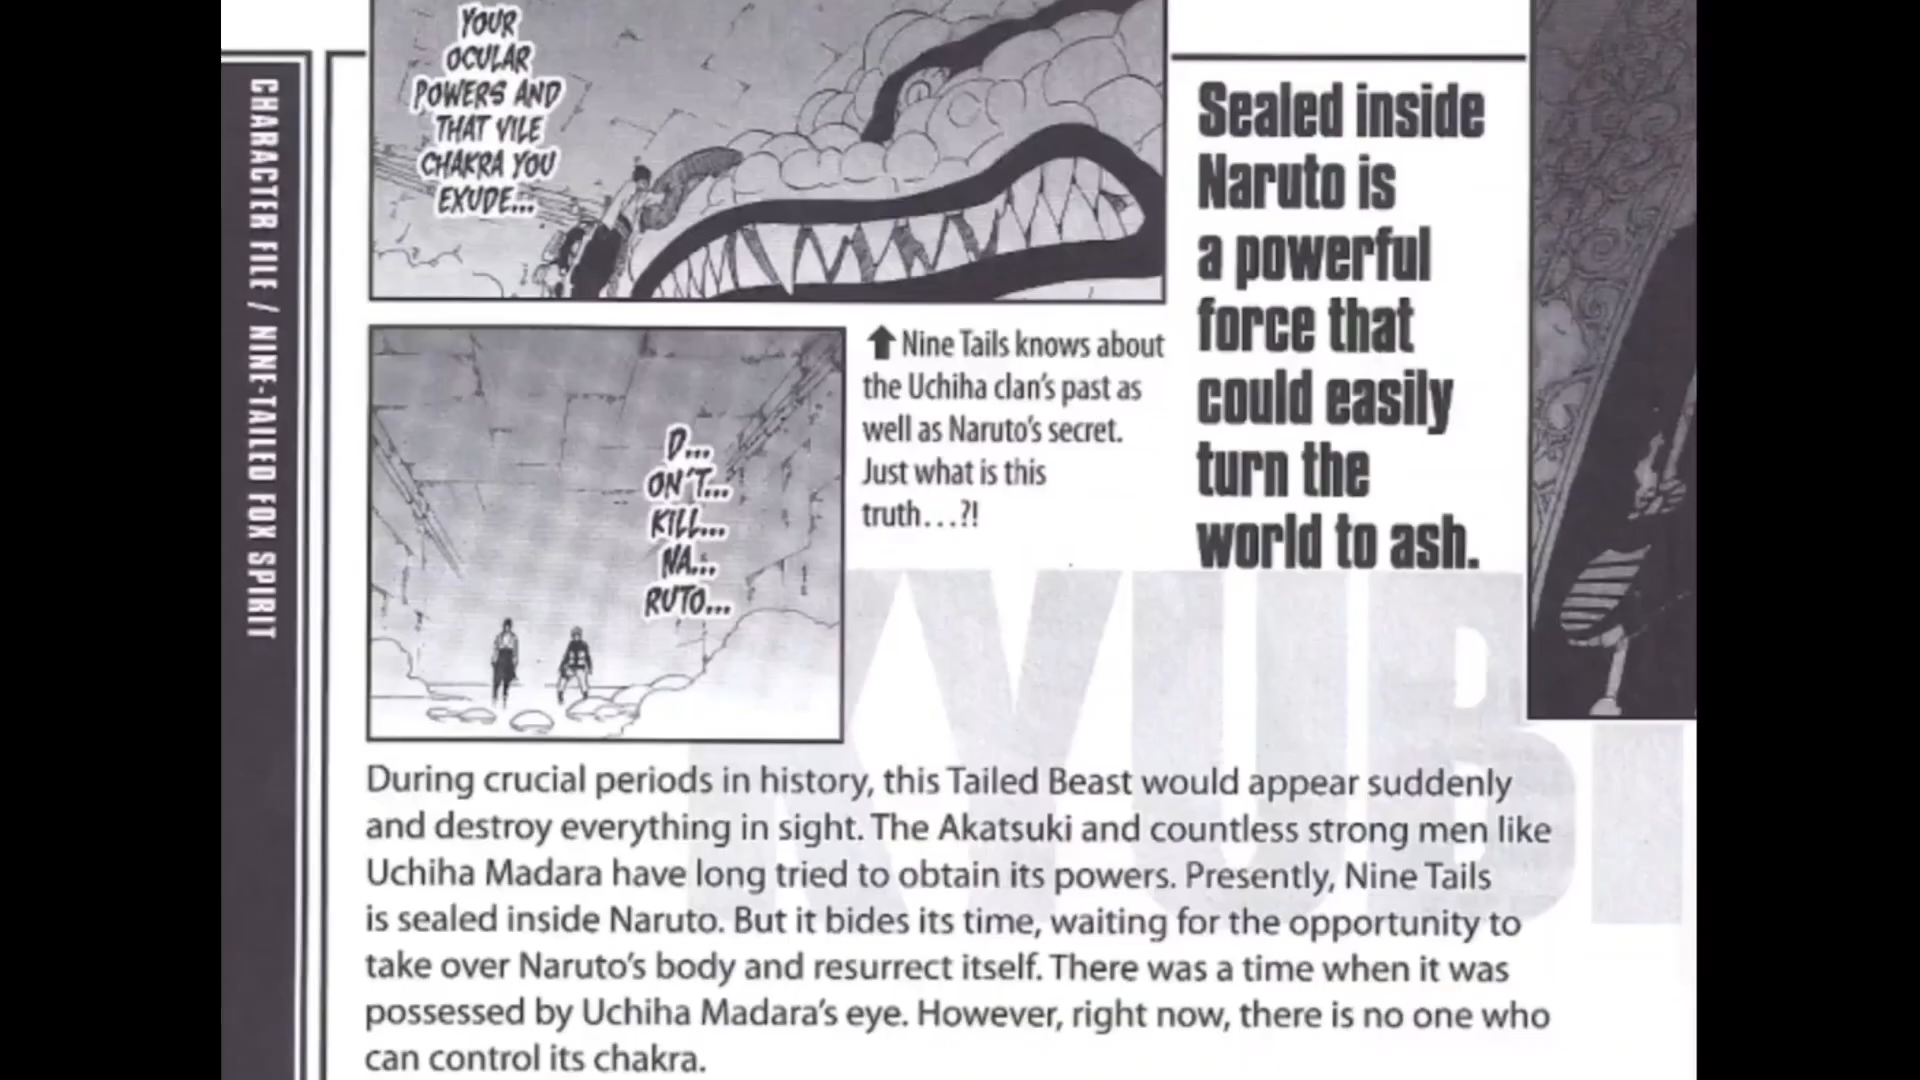 CHARACTER FILE / NINE-TAILED FOX SPIRIT
YOUR
OCULAR
POWERS AND
THAT VILE
CHAKRA YOU
EXUDE...
Sealed inside
Naruto is
a powerful
force that
could easily
turn the
world to ash.
Nine Tails knows about
the Uchiha clan's past as
well as Naruto's secret.
Just what is this
truth...?!
D...
ON'T...
KILL...
NA...
RUTO...
KYUBI
During crucial periods in history, this Tailed Beast would appear suddenly
and destroy everything in sight. The Akatsuki and countless strong men like
Uchiha Madara have long tried to obtain its powers. Presently, Nine Tails
is sealed inside Naruto. But it bides its time, waiting for the opportunity to
take over Naruto's body and resurrect itself. There was a time when it was
possessed by Uchiha Madara's eye. However, right now, there is no one who
can control its chakra.